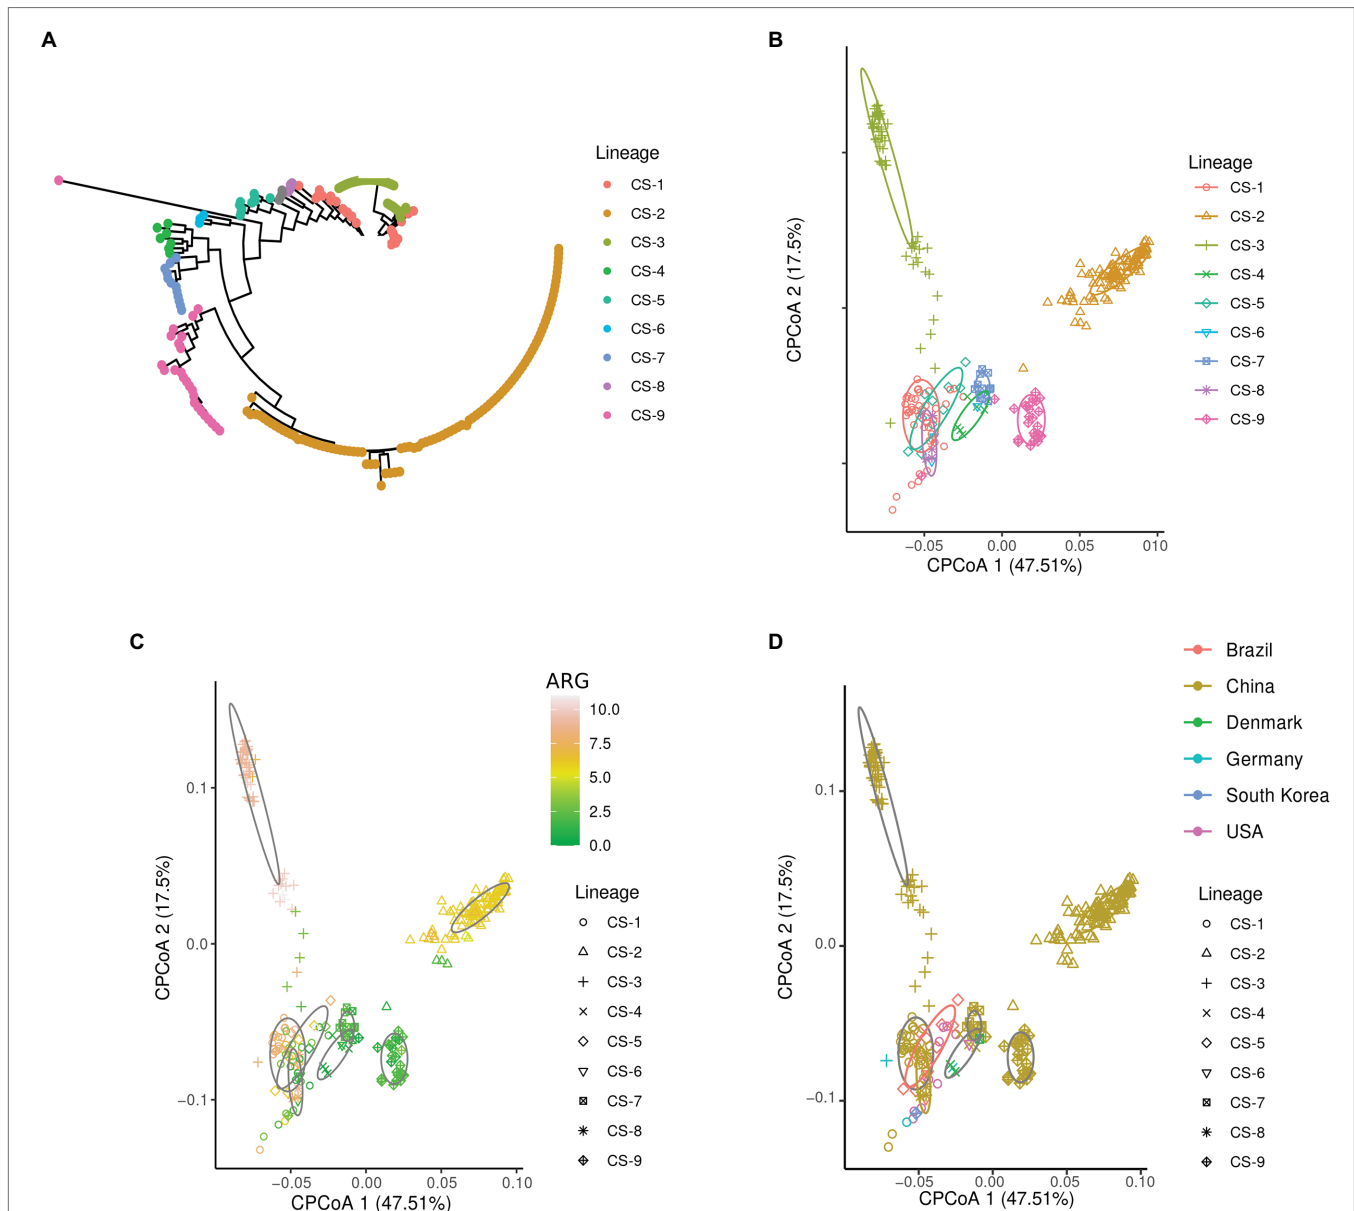 A
Lineage
CS-1
CS-2
CS-3
CS-4
CS-5
CS-6
CS-7
CS-8
CS-9
B
CPCoA 2 (17.5%)
−0.05
0.00
0.05
010
CPCoA 1 (47.51%)
Lineage
CS-1
CS-2
CS-3
CS-4
CS-5
CS-6
CS-7
CS-8
CS-9
C
CPCoA 2 (17.5%)
0.1
0.0
−0.1
−0.05
0.00
0.05
0.10
CPCoA 1 (47.51%)
ARG
10.0
7.5
5.0
2.5
0.0
Lineage
CS-1
CS-2
CS-3
CS-4
CS-5
CS-6
CS-7
CS-8
CS-9
D
CPCoA 2 (17.5%)
0.1
0.0
−0.1
−0.05
0.00
0.05
0.10
CPCoA 1 (47.51%)
Brazil
China
Denmark
Germany
South Korea
USA
Lineage
CS-1
CS-2
CS-3
CS-4
CS-5
CS-6
CS-7
CS-8
CS-9